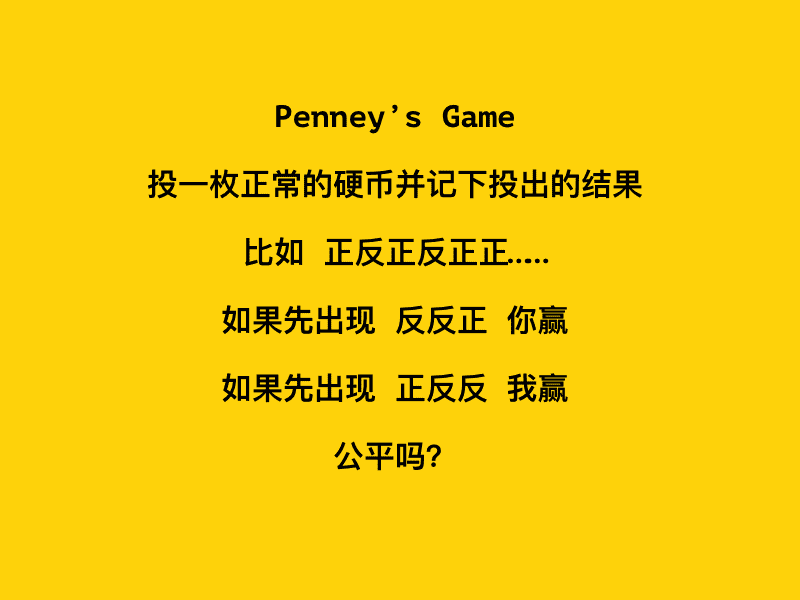 Penney’s Game
投一枚正常的硬币并记下投出的结果
比如 正反正反正正.....
如果先出现 反反正 你赢
如果先出现 正反反 我赢
公平吗?